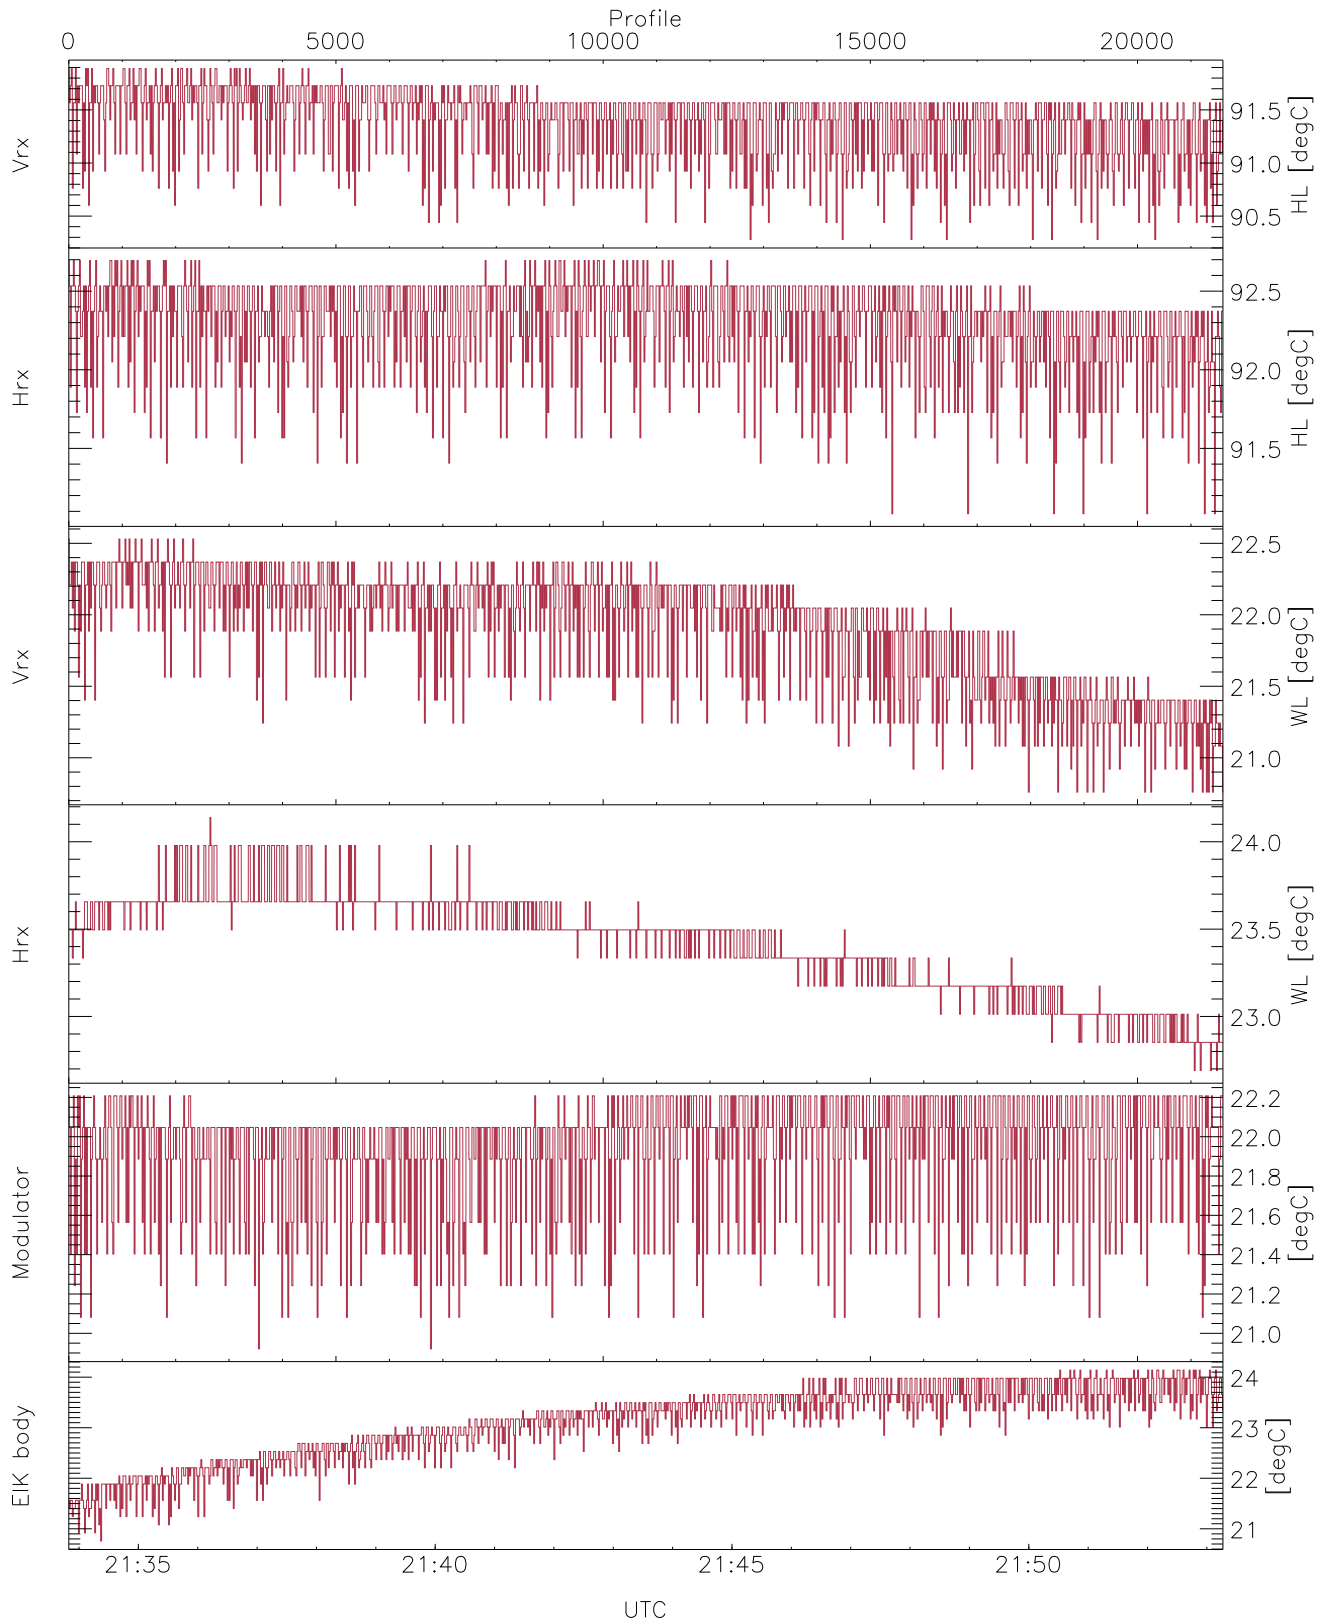 Profile
0 5000 10000 15000 20000
Vrx
91.5
91.0
90.5
HL [degC]
Hrx
92.5
92.0
91.5
HL [degC]
Vrx
22.5
22.0
21.5
21.0
WL [degC]
Hrx
24.0
23.5
23.0
WL [degC]
Modulator
22.2
22.0
21.8
21.6
21.4
21.2
21.0
[degC]
EIK body
24
23
22
21
[degC]
21:35 21:40 21:45 21:50
UTC